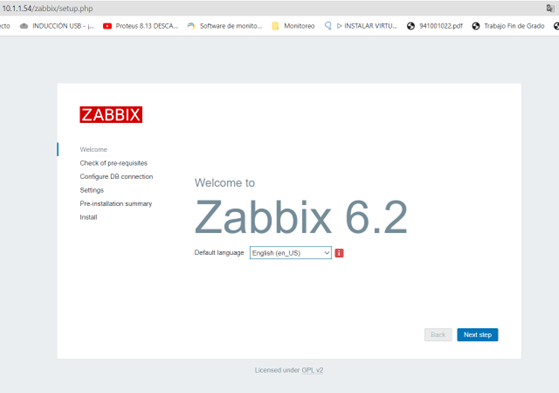 10.1.1.54/zabbix/setup.php
ecto INDUCCIÓN USB - ¡... Proteus 8.13 DESCA... Software de monito... Monitoreo ▷ INSTALAR VIRTU... 941001022.pdf Trabajo Fin de Grado
ZABBIX
Welcome
Check of pre-requisites
Configure DB connection
Settings
Pre-installation summary
Install
Welcome to
Zabbix 6.2
Default language English (en_US) i
Back Next step
Licensed under GPL v2